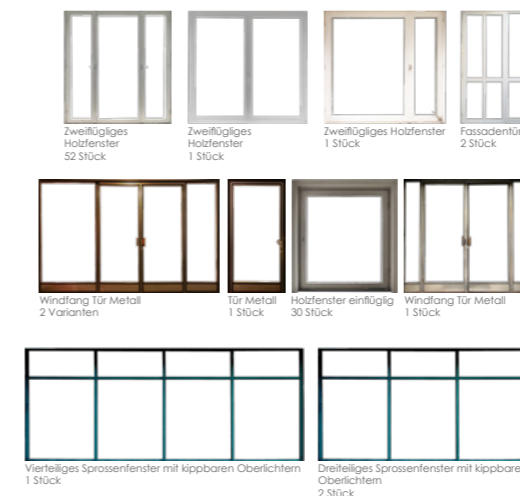 Zweiflügliges
Holzfenster
52 Stück
Zweiflügliges
Holzfenster
1 Stück
Zweiflügliges Holzfenster
1 Stück
Fassadentür
2 Stück
Windfang Tür Metall
2 Varianten
Tür Metall
1 Stück
Holzfenster einflüglig
30 Stück
Windfang Tür Metall
1 Stück
Vierteiliges Sprossenfenster mit kippbaren Oberlichtern
1 Stück
Dreiteiliges Sprossenfenster mit kippbaren
Oberlichtern
2 Stück